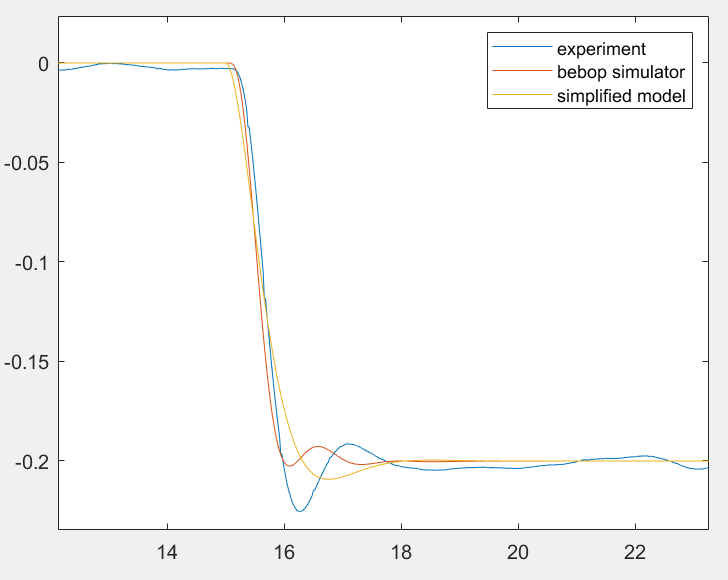 experiment
bebop simulator
simplified model
0
-0.05
-0.1
-0.15
-0.2
14 16 18 20 22